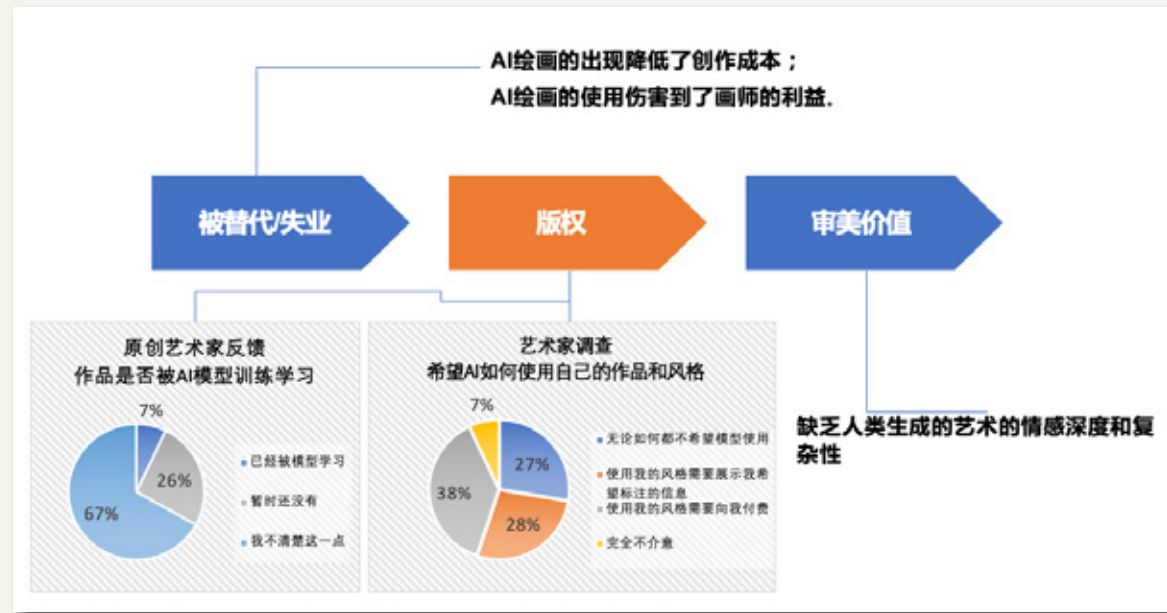 AI绘画的出现降低了创作成本；
AI绘画的使用伤害到了画师的利益.
被替代/失业
版权
审美价值
原创艺术家反馈
作品是否被AI模型训练学习
7%
26%
67%
已经被模型学习
暂时还没有
我不清楚这一点
艺术家调查
希望AI如何使用自己的作品和风格
7%
27%
38%
28%
无论如何都不希望模型使用
使用我的风格需要展示我希
望标注的信息
使用我的风格需要向我付费
完全不介意
缺乏人类生成的艺术的情感深度和复
杂性